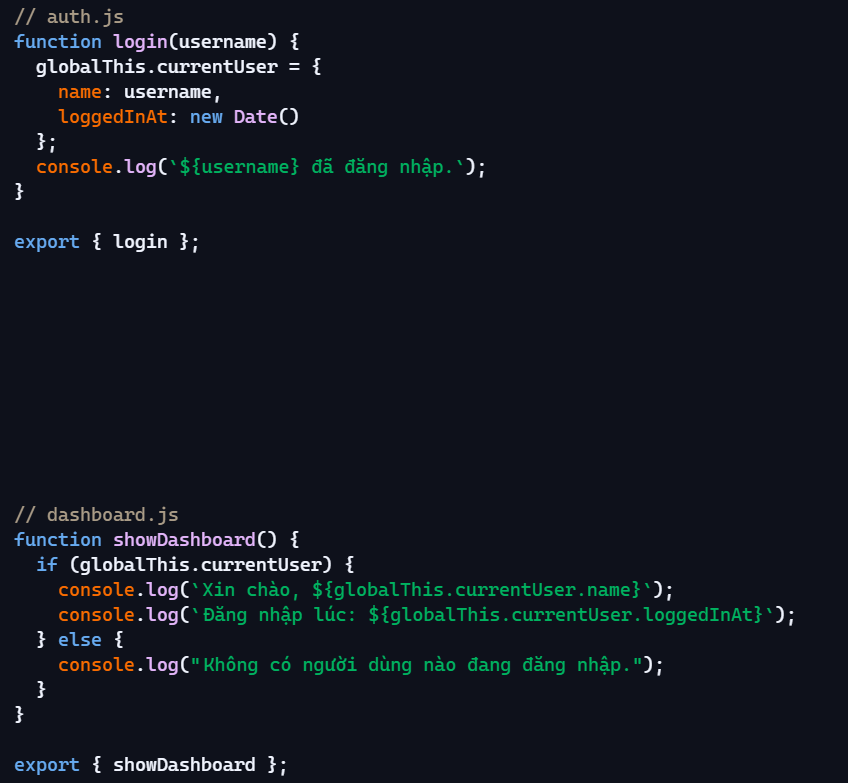 // auth.js
function login(username) {
  globalThis.currentUser = {
    name: username,
    loggedInAt: new Date()
  };
  console.log(`${username} đã đăng nhập.`);
}

export { login };

// dashboard.js
function showDashboard() {
  if (globalThis.currentUser) {
    console.log(`Xin chào, ${globalThis.currentUser.name}`);
    console.log(`Đăng nhập lúc: ${globalThis.currentUser.loggedInAt}`);
  } else {
    console.log("Không có người dùng nào đang đăng nhập.");
  }
}

export { showDashboard };